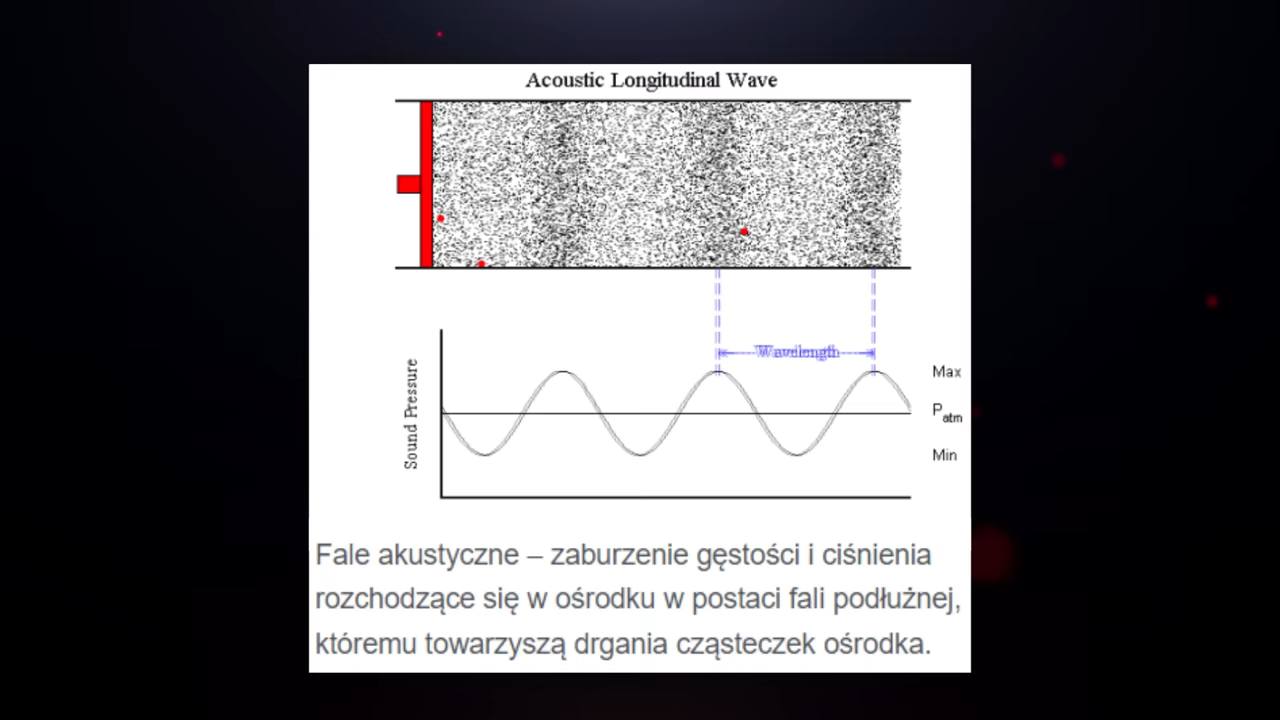 Acoustic Longitudinal Wave
Wavelength
Sound Pressure
Max
Patm
Min
Fale akustyczne – zaburzenie gęstości i ciśnienia
rozchodzące się w ośrodku w postaci fali podłużnej,
któremu towarzyszą drgania cząsteczek ośrodka.